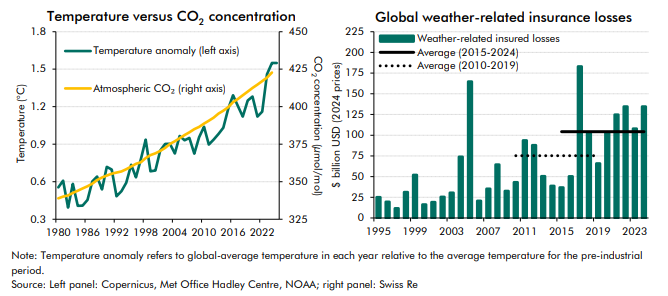 Temperature versus CO₂ concentration
1.8
1.5
1.2
0.9
0.6
0.3
Temperature (°C)
Temperature anomaly (left axis)
Atmospheric CO₂ (right axis)
450
425
400
375
350
325
CO₂ concentration (μmol/mol)
1980 1986 1992 1998 2004 2010 2016 2022
Global weather-related insurance losses
225
200
175
150
125
100
75
50
25
0
$ billion USD (2024 prices)
Weather-related insured losses
Average (2015-2024)
Average (2010-2019)
1995 1999 2003 2007 2011 2015 2019 2023
Note: Temperature anomaly refers to global-average temperature in each year relative to the average temperature for the pre-industrial
period.
Source: Left panel: Copernicus, Met Office Hadley Centre, NOAA; right panel: Swiss Re